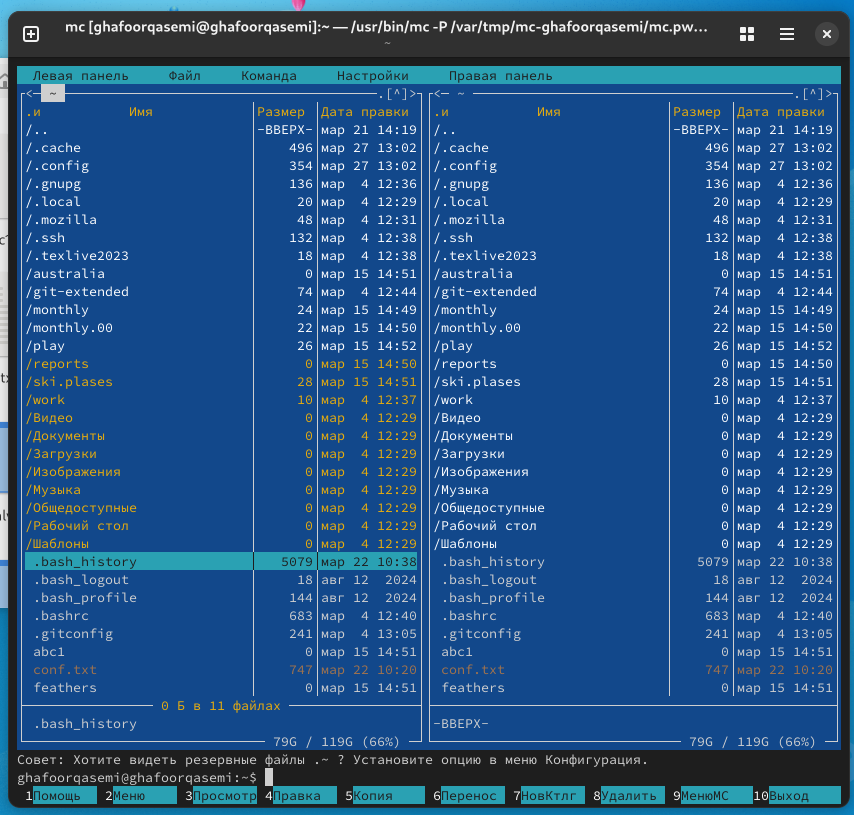 mc [ghafoorqasemi@ghafoorqasemi]:~ — /usr/bin/mc -P /var/tmp/mc-ghafoorqasemi/mc.pw…
~
Левая панель Файл Команда Настройки Правая панель
<─ ~ .[^]> <─ ~ .[^]>
.и Имя Размер Дата правки .и Имя Размер Дата правки
/.. -ВВЕРХ- мар 21 14:19 /.. -ВВЕРХ- мар 21 14:19
/.cache 496 мар 27 13:02 /.cache 496 мар 27 13:02
/.config 354 мар 27 13:02 /.config 354 мар 27 13:02
/.gnupg 136 мар 4 12:36 /.gnupg 136 мар 4 12:36
/.local 20 мар 4 12:29 /.local 20 мар 4 12:29
/.mozilla 48 мар 4 12:31 /.mozilla 48 мар 4 12:31
/.ssh 132 мар 4 12:38 /.ssh 132 мар 4 12:38
/.texlive2023 18 мар 4 12:38 /.texlive2023 18 мар 4 12:38
/australia 0 мар 15 14:51 /australia 0 мар 15 14:51
/git-extended 74 мар 4 12:44 /git-extended 74 мар 4 12:44
/monthly 24 мар 15 14:49 /monthly 24 мар 15 14:49
/monthly.00 22 мар 15 14:50 /monthly.00 22 мар 15 14:50
/play 26 мар 15 14:52 /play 26 мар 15 14:52
/reports 0 мар 15 14:50 /reports 0 мар 15 14:50
/ski.plases 28 мар 15 14:51 /ski.plases 28 мар 15 14:51
/work 10 мар 4 12:37 /work 10 мар 4 12:37
/Видео 0 мар 4 12:29 /Видео 0 мар 4 12:29
/Документы 0 мар 4 12:29 /Документы 0 мар 4 12:29
/Загрузки 0 мар 4 12:29 /Загрузки 0 мар 4 12:29
/Изображения 0 мар 4 12:29 /Изображения 0 мар 4 12:29
/Музыка 0 мар 4 12:29 /Музыка 0 мар 4 12:29
/Общедоступные 0 мар 4 12:29 /Общедоступные 0 мар 4 12:29
/Рабочий стол 0 мар 4 12:29 /Рабочий стол 0 мар 4 12:29
/Шаблоны 0 мар 4 12:29 /Шаблоны 0 мар 4 12:29
.bash_history 5079 мар 22 10:38 .bash_history 5079 мар 22 10:38
.bash_logout 18 авг 12 2024 .bash_logout 18 авг 12 2024
.bash_profile 144 авг 12 2024 .bash_profile 144 авг 12 2024
.bashrc 683 мар 4 12:40 .bashrc 683 мар 4 12:40
.gitconfig 241 мар 4 13:05 .gitconfig 241 мар 4 13:05
abc1 0 мар 15 14:51 abc1 0 мар 15 14:51
conf.txt 747 мар 22 10:20 conf.txt 747 мар 22 10:20
feathers 0 мар 15 14:51 feathers 0 мар 15 14:51
0 Б в 11 файлах
.bash_history -ВВЕРХ-
79G / 119G (66%) 79G / 119G (66%)
Совет: Хотите видеть резервные файлы .~ ? Установите опцию в меню Конфигурация.
ghafoorqasemi@ghafoorqasemi:~$
1Помощь 2Меню 3Просмотр 4Правка 5Копия 6Перенос 7НовКтлг 8Удалить 9МенюMC 10Выход